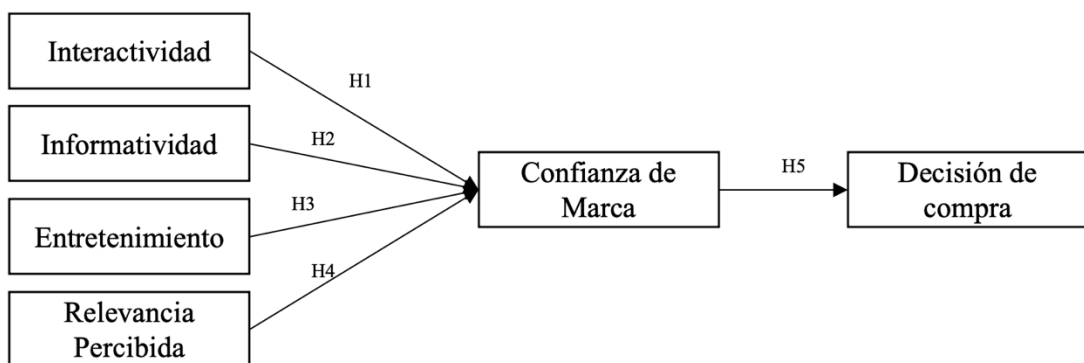 Interactividad
H1
Informatividad
H2
Entretenimiento
H3
Relevancia
Percibida
H4
Confianza de
Marca
H5
Decisión de
compra